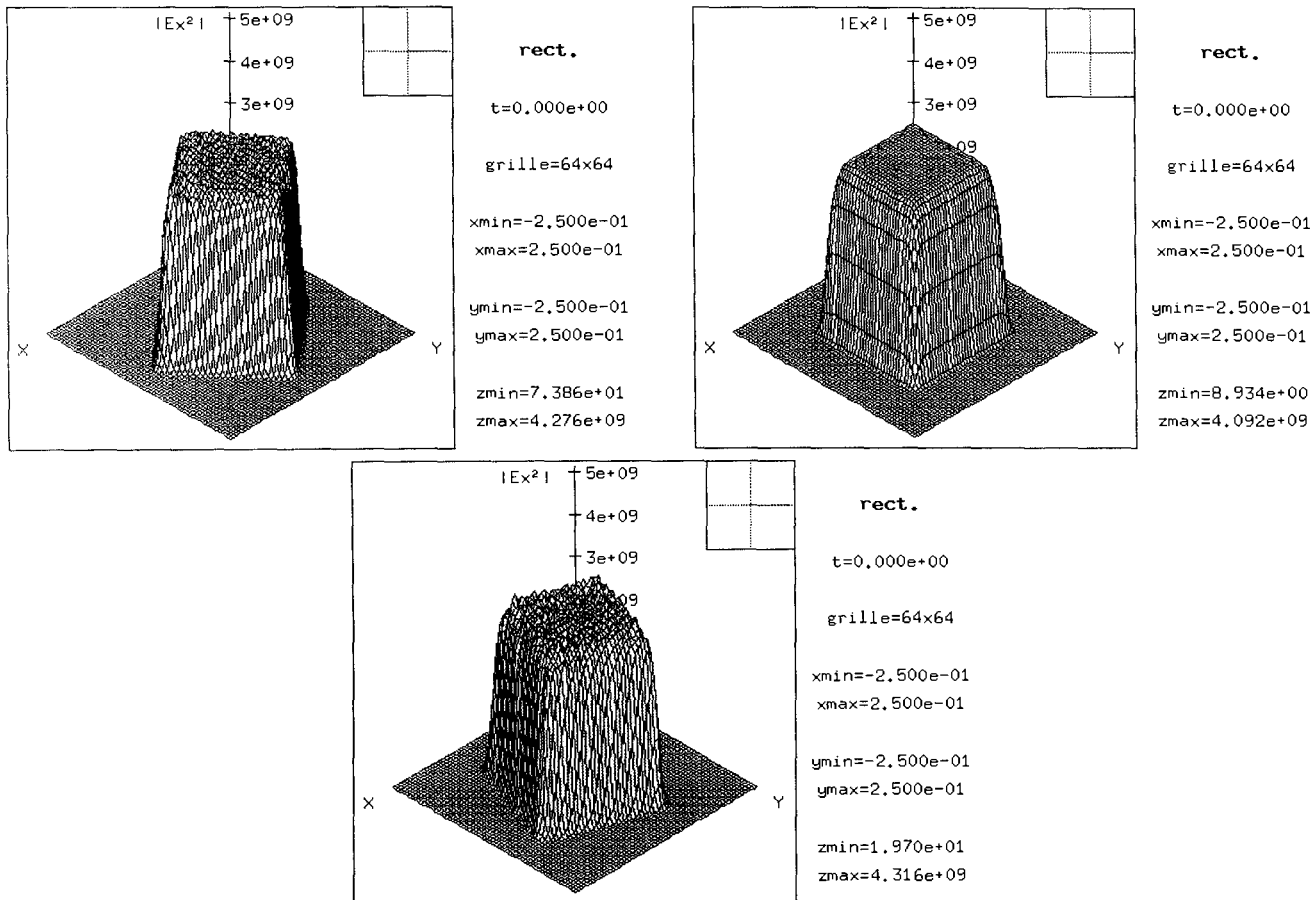 |Ex²|
5e+09
4e+09
3e+09
X
Y
rect.
t=0.000e+00
grille=64x64
xmin=-2.500e-01
xmax=2.500e-01
ymin=-2.500e-01
ymax=2.500e-01
zmin=7.386e+01
zmax=4.276e+09
|Ex²|
5e+09
4e+09
3e+09
e+09
X
Y
rect.
t=0.000e+00
grille=64x64
xmin=-2.500e-01
xmax=2.500e-01
ymin=-2.500e-01
ymax=2.500e-01
zmin=8.934e+00
zmax=4.092e+09
|Ex²|
5e+09
4e+09
3e+09
e+09
X
Y
rect.
t=0.000e+00
grille=64x64
xmin=-2.500e-01
xmax=2.500e-01
ymin=-2.500e-01
ymax=2.500e-01
zmin=1.970e+01
zmax=4.316e+09